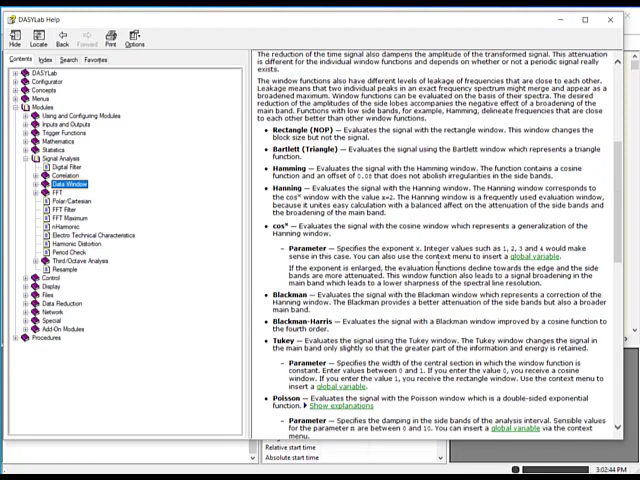 DASYLab Help
Hide
Locate
Back
Forward
Print
Options
Contents
Index
Search
Favorites
DASYLab
Configurator
Concepts
Menus
Modules
Using and Configuring Modules
Inputs and Outputs
Trigger Functions
Mathematics
Statistics
Signal Analysis
Digital Filter
Correlation
Data Window
FFT
Polar/Cartesian
FFT Filter
FFT Maximum
nHarmonic
Electro Technical Characteristics
Harmonic Distortion
Period Check
Third/Octave Analysis
Resample
Control
Display
Files
Data Reduction
Network
Special
Add-On Modules
Procedures
The reduction of the time signal also dampens the amplitude of the transformed signal. This attenuation
is different for the individual window functions and depends on whether or not a periodic signal really
exists.
The window functions also have different levels of leakage of frequencies that are close to each other.
Leakage means that two individual peaks in an exact frequency spectrum might merge and appear as a
broadened maximum. Window functions can be evaluated on the basis of their spectra. The desired
reduction of the amplitude of the side lobes accompanies the negative effect of a broadening of the
main band. Functions with low side bands, for example, Hamming, delineate frequencies that are close
to each other better than other window functions.
• Rectangle (NOP) — Evaluates the signal with the rectangle window. This window changes the
block size but not the signal.
• Bartlett (Triangle) — Evaluates the signal using the Bartlett window which represents a triangle
function.
• Hamming — Evaluates the signal with the Hamming window. The function contains a cosine
function and an offset of 0.08 that does not abolish irregularities in the side bands.
• Hanning — Evaluates the signal with the Hanning window. The Hanning window corresponds to
the cosˣ window with the value x=2. The Hanning window is a frequently used evaluation window,
because it unites easy calculation with a balanced affect on the attenuation of the side bands and
the broadening of the main band.
• cosˣ — Evaluates the signal with the cosine window which represents a generalization of the
Hanning window.
– Parameter — Specifies the exponent x. Integer values such as 1, 2, 3 and 4 would make
sense in this case. You can also use the context menu to insert a global variable.
If the exponent is enlarged, the evaluation functions decline towards the edge and the side
bands are more attenuated. This window function also leads to a signal broadening in the
main band which leads to a lower sharpness of the spectral line resolution.
• Blackman — Evaluates the signal with the Blackman window which represents a correction of the
Hanning window. The Blackman provides a better attenuation of the side bands but also a broader
main band.
• Blackman-Harris — Evaluates the signal with a Blackman window improved by a cosine function to
the fourth order.
• Tukey — Evaluates the signal using the Tukey window. The Tukey window changes the signal in
the main band only slightly so that the greater part of the information and energy is retained.
– Parameter — Specifies the width of the central section in which the window function is
constant. Enter values between 0 and 1. If you enter the value 0, you receive a cosine
window. If you enter the value 1, you receive the rectangle window. Use the context menu to
insert a global variable.
• Poisson — Evaluates the signal with the Poisson window which is a double-sided exponential
function. Show explanations
– Parameter — Specifies the damping in the side bands of the analysis interval. Sensible values
for the parameter m are between 0 and 10. You can insert a global variable via the context
menu.
Relative start time
Absolute start time
3:02:44 PM